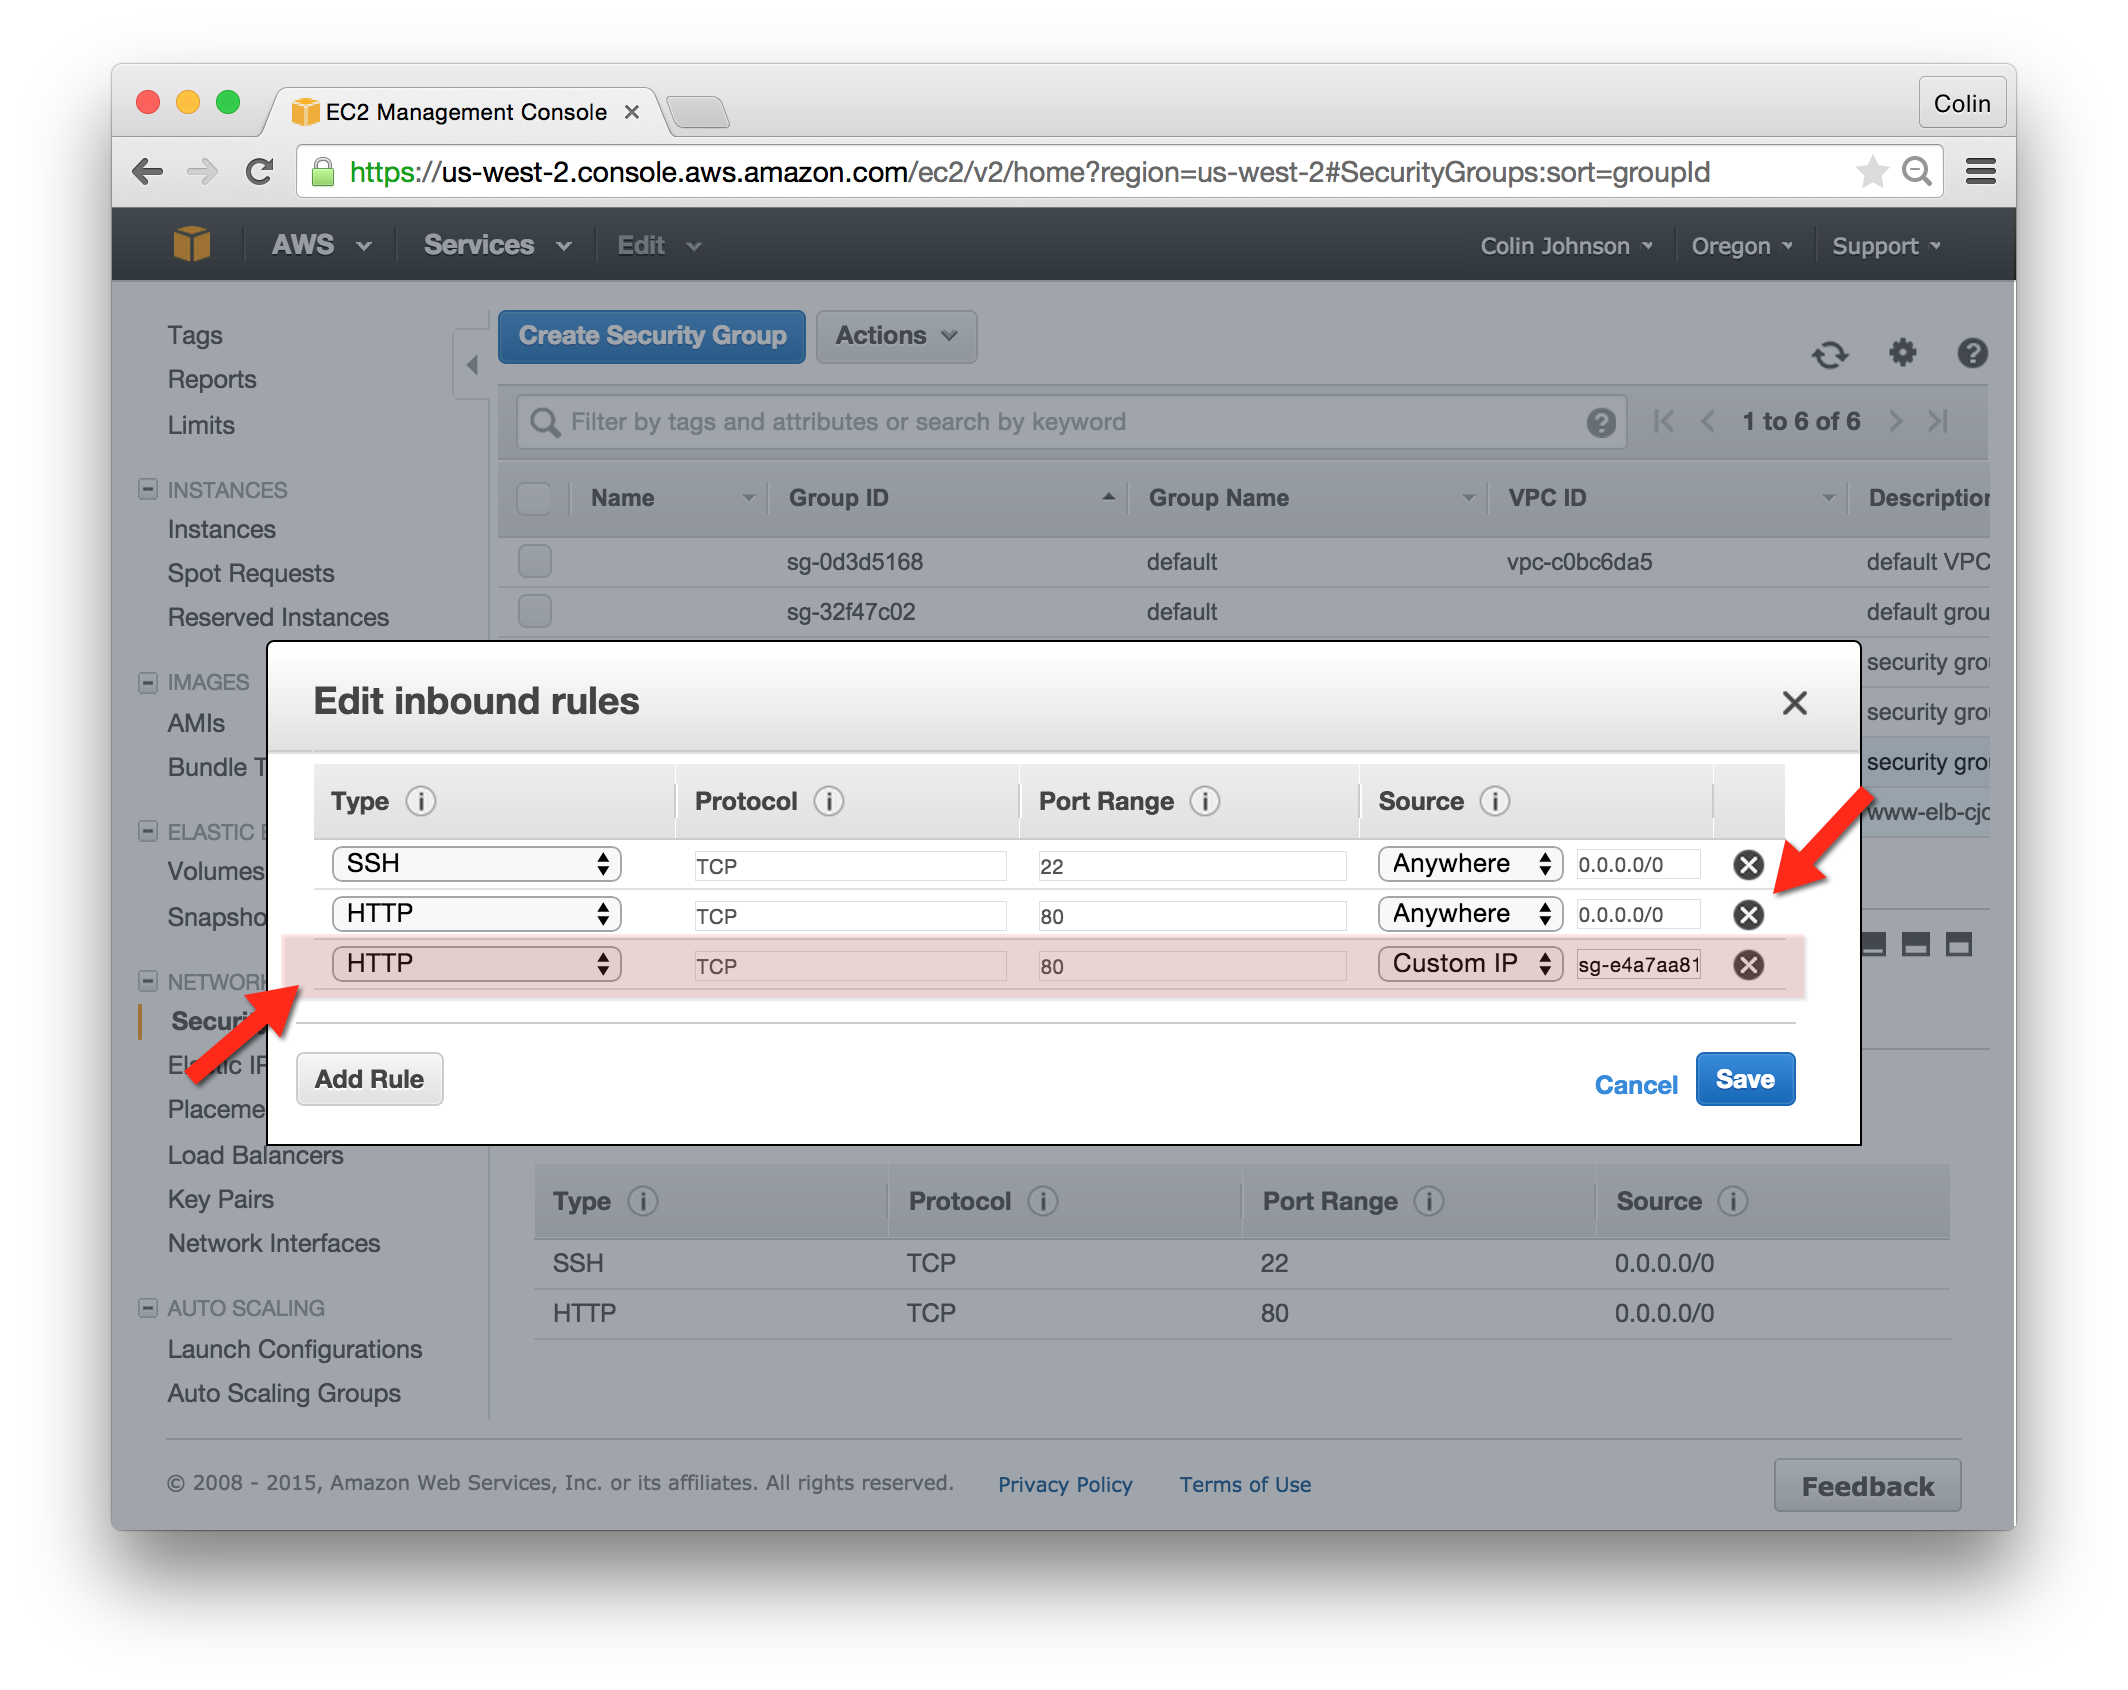 EC2 Management Console
Colin
https://us-west-2.console.aws.amazon.com/ec2/v2/home?region=us-west-2#SecurityGroups:sort=groupId
AWS Services Edit Colin Johnson Oregon Support
Tags
Reports
Limits
INSTANCES
Instances
Spot Requests
Reserved Instances
IMAGES
AMIs
Bundle T
ELASTIC
Volumes
Snapsho
NETWORK
Securi
Placeme
Load Balancers
Key Pairs
Network Interfaces
AUTO SCALING
Launch Configurations
Auto Scaling Groups
Create Security Group Actions
Filter by tags and attributes or search by keyword 1 to 6 of 6
Name Group ID Group Name VPC ID Description
sg-0d3d5168 default vpc-c0bc6da5 default VPC
sg-32f47c02 default default grou
security gro
security gro
security gro
www-elb-cjc
Edit inbound rules
Type Protocol Port Range Source
SSH TCP 22 Anywhere 0.0.0.0/0
HTTP TCP 80 Anywhere 0.0.0.0/0
HTTP TCP 80 Custom IP sg-e4a7aa81
Add Rule Cancel Save
Type Protocol Port Range Source
SSH TCP 22 0.0.0.0/0
HTTP TCP 80 0.0.0.0/0
© 2008 - 2015, Amazon Web Services, Inc. or its affiliates. All rights reserved. Privacy Policy Terms of Use Feedback